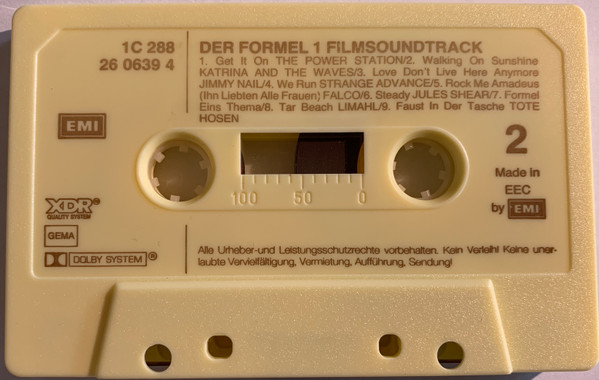 1C 288
26 0639 4
DER FORMEL 1 FILMSOUNDTRACK
1. Get It On THE POWER STATION/2. Walking On Sunshine
KATRINA AND THE WAVES/3. Love Don't Live Here Anymore
JIMMY NAIL/4. We Run STRANGE ADVANCE/5. Rock Me Amadeus
(Ihn Liebten Alle Frauen) FALCO/6. Steady JULES SHEAR/7. Formel
Eins Thema/8. Tar Beach LIMAHL/9. Faust In Der Tasche TOTE
HOSEN
EMI
2
Made in
EEC
by EMI
100 50 0
XDR
QUALITY SYSTEM
GEMA
DOLBY SYSTEM ®
Alle Urheber-und Leistungsschutzrechte vorbehalten. Kein Verleih! Keine uner-
laubte Vervielfältigung, Vermietung, Aufführung, Sendung!